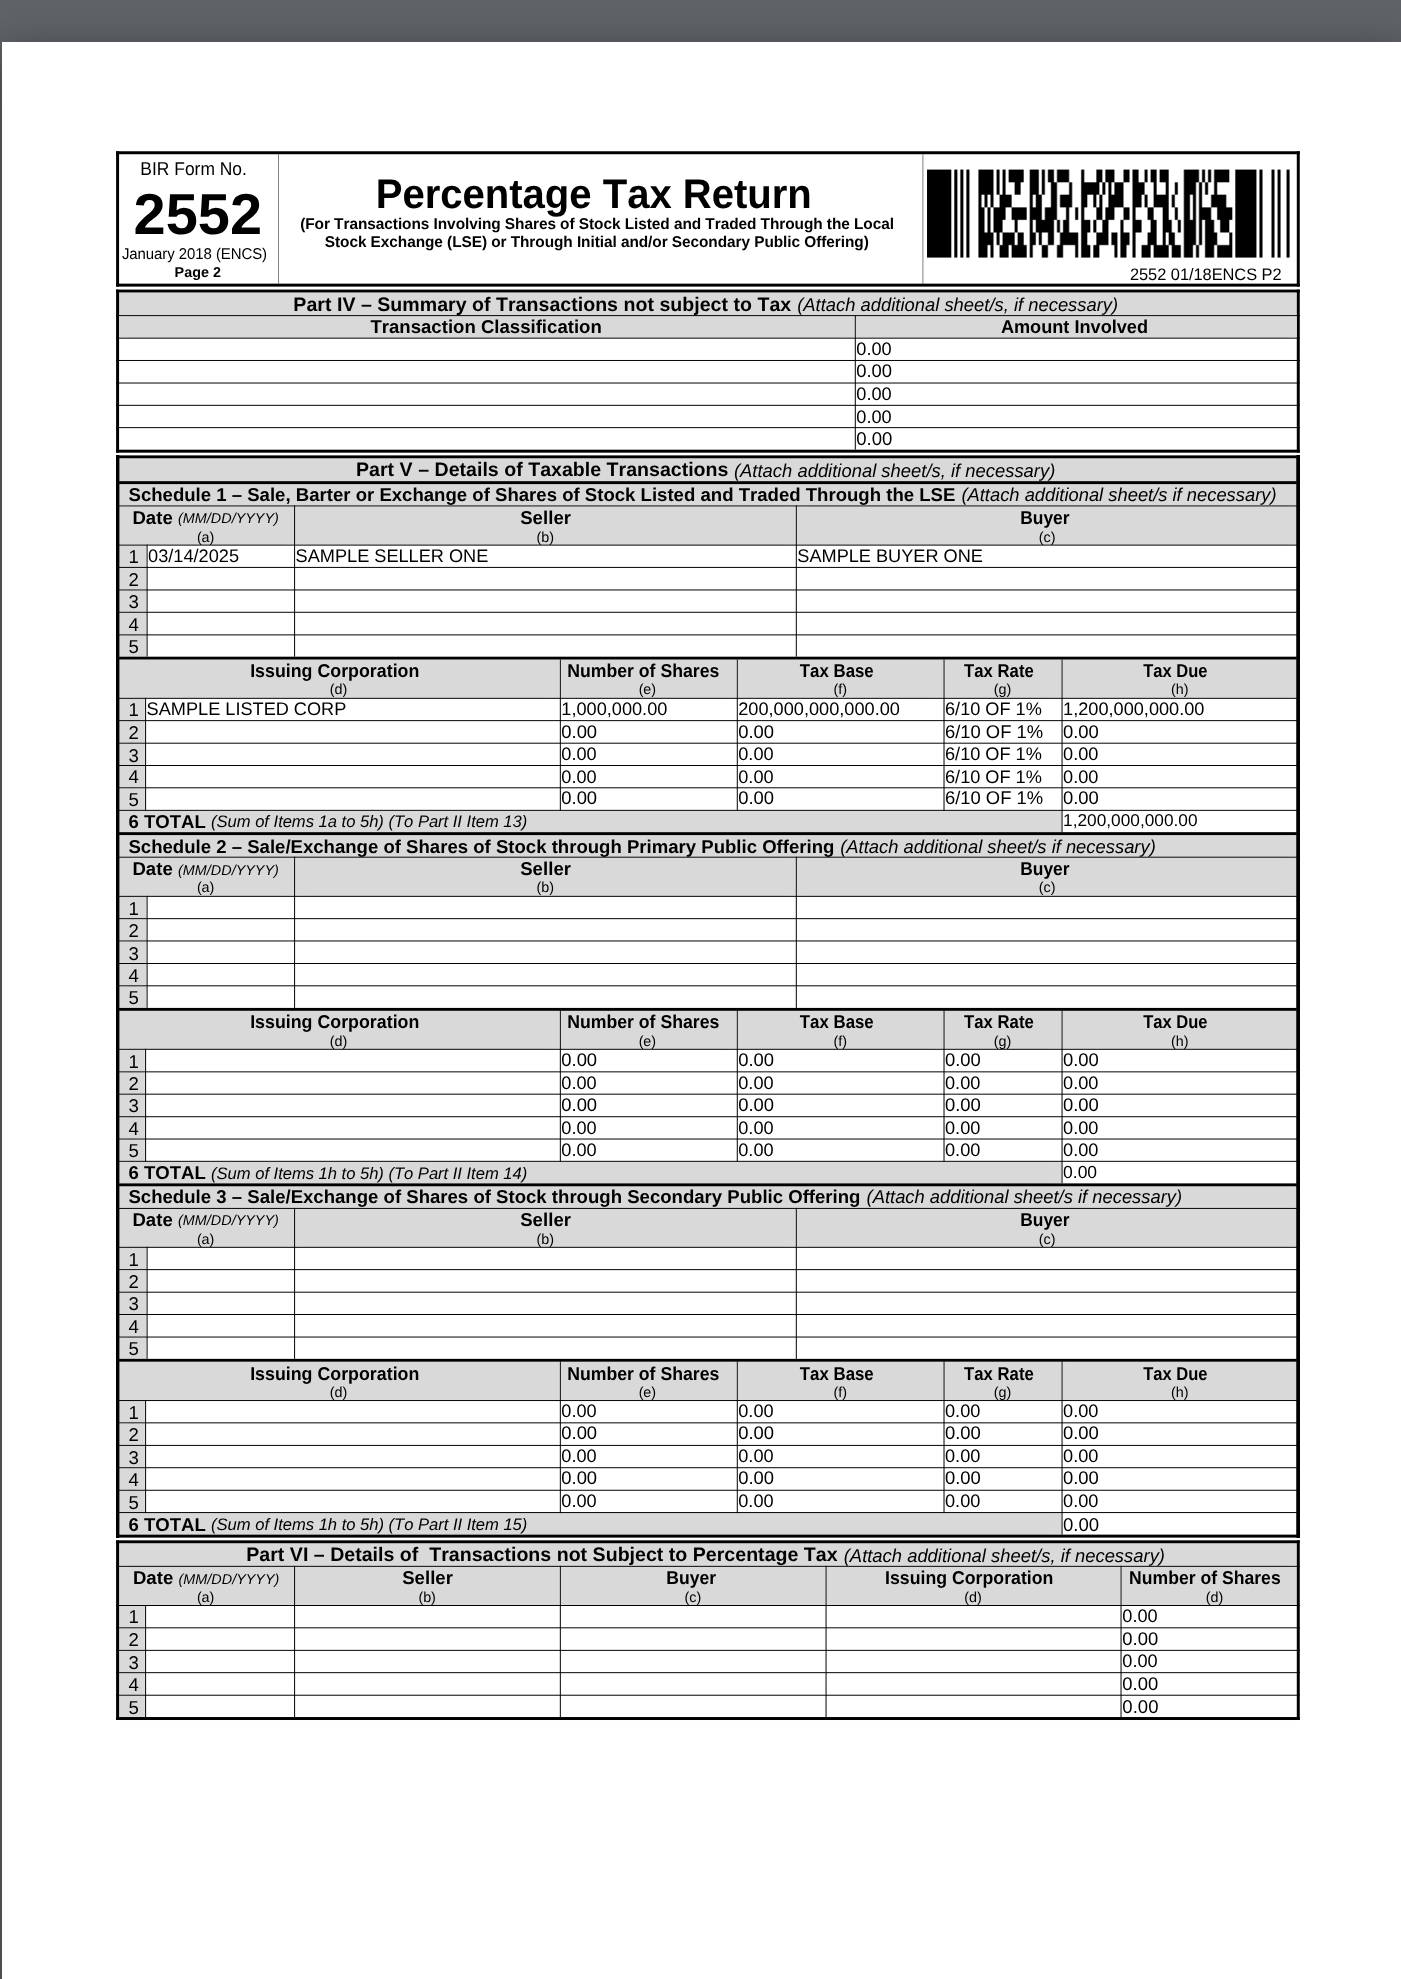 BIR Form No.
2552
January 2018 (ENCS)
Page 2
Percentage Tax Return
(For Transactions Involving Shares of Stock Listed and Traded Through the Local
Stock Exchange (LSE) or Through Initial and/or Secondary Public Offering)
2552 01/18ENCS P2
Part IV – Summary of Transactions not subject to Tax (Attach additional sheet/s, if necessary)
Transaction Classification Amount Involved
0.00
0.00
0.00
0.00
0.00
Part V – Details of Taxable Transactions (Attach additional sheet/s, if necessary)
Schedule 1 – Sale, Barter or Exchange of Shares of Stock Listed and Traded Through the LSE (Attach additional sheet/s if necessary)
Date (MM/DD/YYYY) Seller Buyer
(a) (b) (c)
1 03/14/2025 SAMPLE SELLER ONE SAMPLE BUYER ONE
2
3
4
5
Issuing Corporation Number of Shares Tax Base Tax Rate Tax Due
(d) (e) (f) (g) (h)
1 SAMPLE LISTED CORP 1,000,000.00 200,000,000,000.00 6/10 OF 1% 1,200,000,000.00
2 0.00 0.00 6/10 OF 1% 0.00
3 0.00 0.00 6/10 OF 1% 0.00
4 0.00 0.00 6/10 OF 1% 0.00
5 0.00 0.00 6/10 OF 1% 0.00
6 TOTAL (Sum of Items 1a to 5h) (To Part II Item 13) 1,200,000,000.00
Schedule 2 – Sale/Exchange of Shares of Stock through Primary Public Offering (Attach additional sheet/s if necessary)
Date (MM/DD/YYYY) Seller Buyer
(a) (b) (c)
1
2
3
4
5
Issuing Corporation Number of Shares Tax Base Tax Rate Tax Due
(d) (e) (f) (g) (h)
1 0.00 0.00 0.00 0.00
2 0.00 0.00 0.00 0.00
3 0.00 0.00 0.00 0.00
4 0.00 0.00 0.00 0.00
5 0.00 0.00 0.00 0.00
6 TOTAL (Sum of Items 1h to 5h) (To Part II Item 14) 0.00
Schedule 3 – Sale/Exchange of Shares of Stock through Secondary Public Offering (Attach additional sheet/s if necessary)
Date (MM/DD/YYYY) Seller Buyer
(a) (b) (c)
1
2
3
4
5
Issuing Corporation Number of Shares Tax Base Tax Rate Tax Due
(d) (e) (f) (g) (h)
1 0.00 0.00 0.00 0.00
2 0.00 0.00 0.00 0.00
3 0.00 0.00 0.00 0.00
4 0.00 0.00 0.00 0.00
5 0.00 0.00 0.00 0.00
6 TOTAL (Sum of Items 1h to 5h) (To Part II Item 15) 0.00
Part VI – Details of Transactions not Subject to Percentage Tax (Attach additional sheet/s, if necessary)
Date (MM/DD/YYYY) Seller Buyer Issuing Corporation Number of Shares
(a) (b) (c) (d) (d)
1 0.00
2 0.00
3 0.00
4 0.00
5 0.00